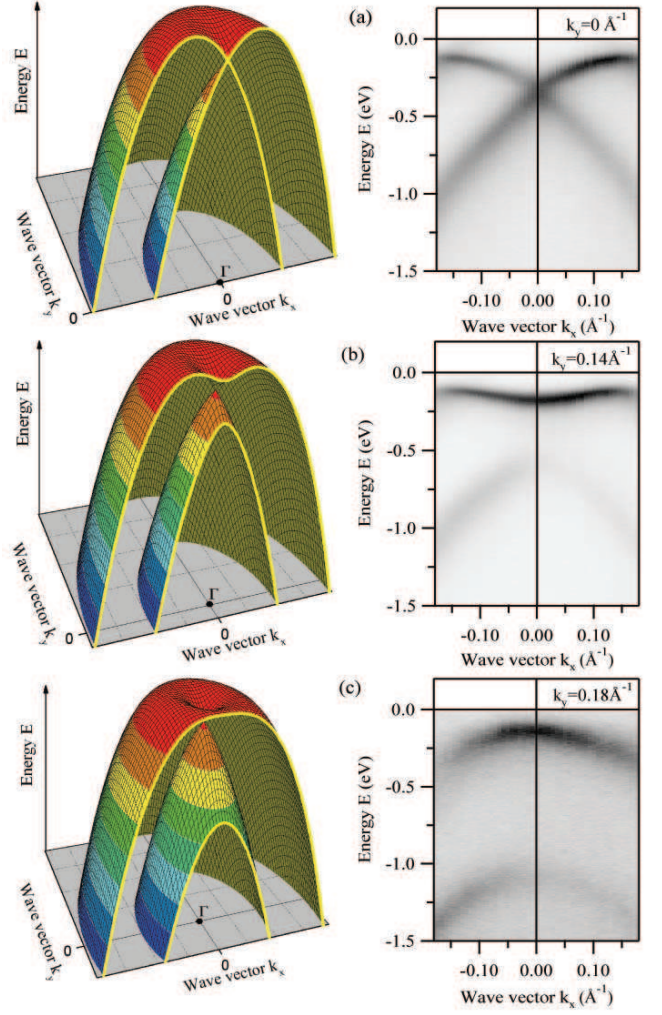 (a)
Energy E
Wave vector k
0
Γ
0
Wave vector k_x
k_y=0 Å⁻¹
Energy E (eV)
0.0
-0.5
-1.0
-1.5
-0.10 0.00 0.10
Wave vector k_x (Å⁻¹)
(b)
Energy E
Wave vector k
0
Γ
0
Wave vector k_x
k_y=0.14Å⁻¹
Energy E (eV)
0.0
-0.5
-1.0
-1.5
-0.10 0.00 0.10
Wave vector k_x (Å⁻¹)
(c)
Energy E
Wave vector k
0
Γ
0
Wave vector k_x
k_y=0.18Å⁻¹
Energy E (eV)
0.0
-0.5
-1.0
-1.5
-0.10 0.00 0.10
Wave vector k_x (Å⁻¹)